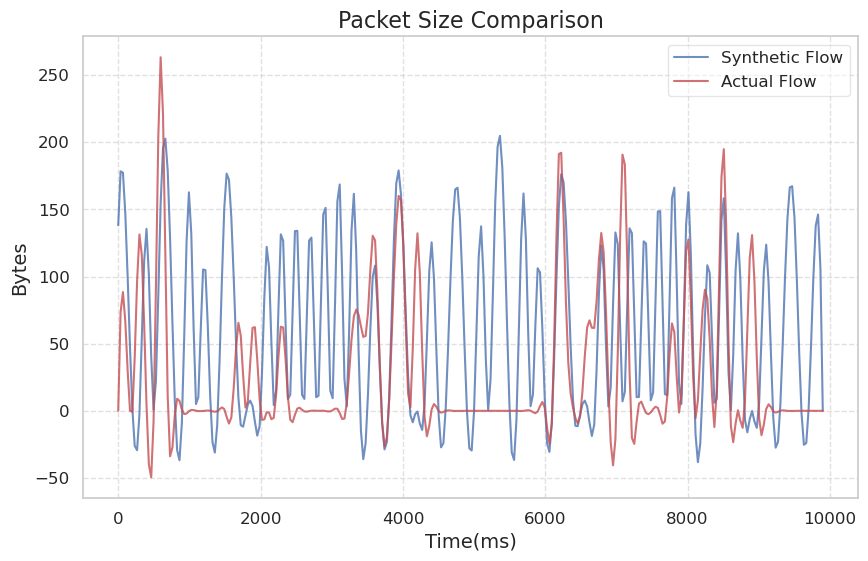 Packet Size Comparison
Synthetic Flow
Actual Flow
Bytes
250
200
150
100
50
0
−50
0
2000
4000
6000
8000
10000
Time(ms)